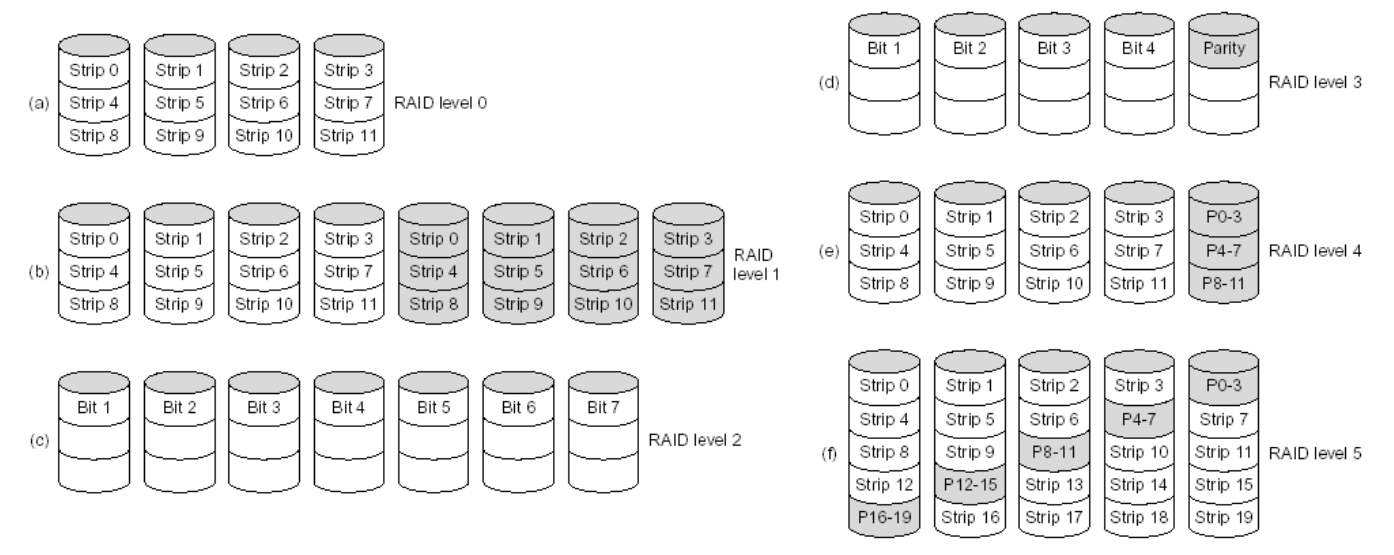 (a)
Strip 0 Strip 1 Strip 2 Strip 3
Strip 4 Strip 5 Strip 6 Strip 7
Strip 8 Strip 9 Strip 10 Strip 11
RAID level 0
(b)
Strip 0 Strip 1 Strip 2 Strip 3 Strip 0 Strip 1 Strip 2 Strip 3
Strip 4 Strip 5 Strip 6 Strip 7 Strip 4 Strip 5 Strip 6 Strip 7
Strip 8 Strip 9 Strip 10 Strip 11 Strip 8 Strip 9 Strip 10 Strip 11
RAID
level 1
(c)
Bit 1 Bit 2 Bit 3 Bit 4 Bit 5 Bit 6 Bit 7
RAID level 2
(d)
Bit 1 Bit 2 Bit 3 Bit 4 Parity
RAID level 3
(e)
Strip 0 Strip 1 Strip 2 Strip 3 P0-3
Strip 4 Strip 5 Strip 6 Strip 7 P4-7
Strip 8 Strip 9 Strip 10 Strip 11 P8-11
RAID level 4
(f)
Strip 0 Strip 1 Strip 2 Strip 3 P0-3
Strip 4 Strip 5 Strip 6 P4-7 Strip 7
Strip 8 Strip 9 P8-11 Strip 10 Strip 11
Strip 12 P12-15 Strip 13 Strip 14 Strip 15
P16-19 Strip 16 Strip 17 Strip 18 Strip 19
RAID level 5